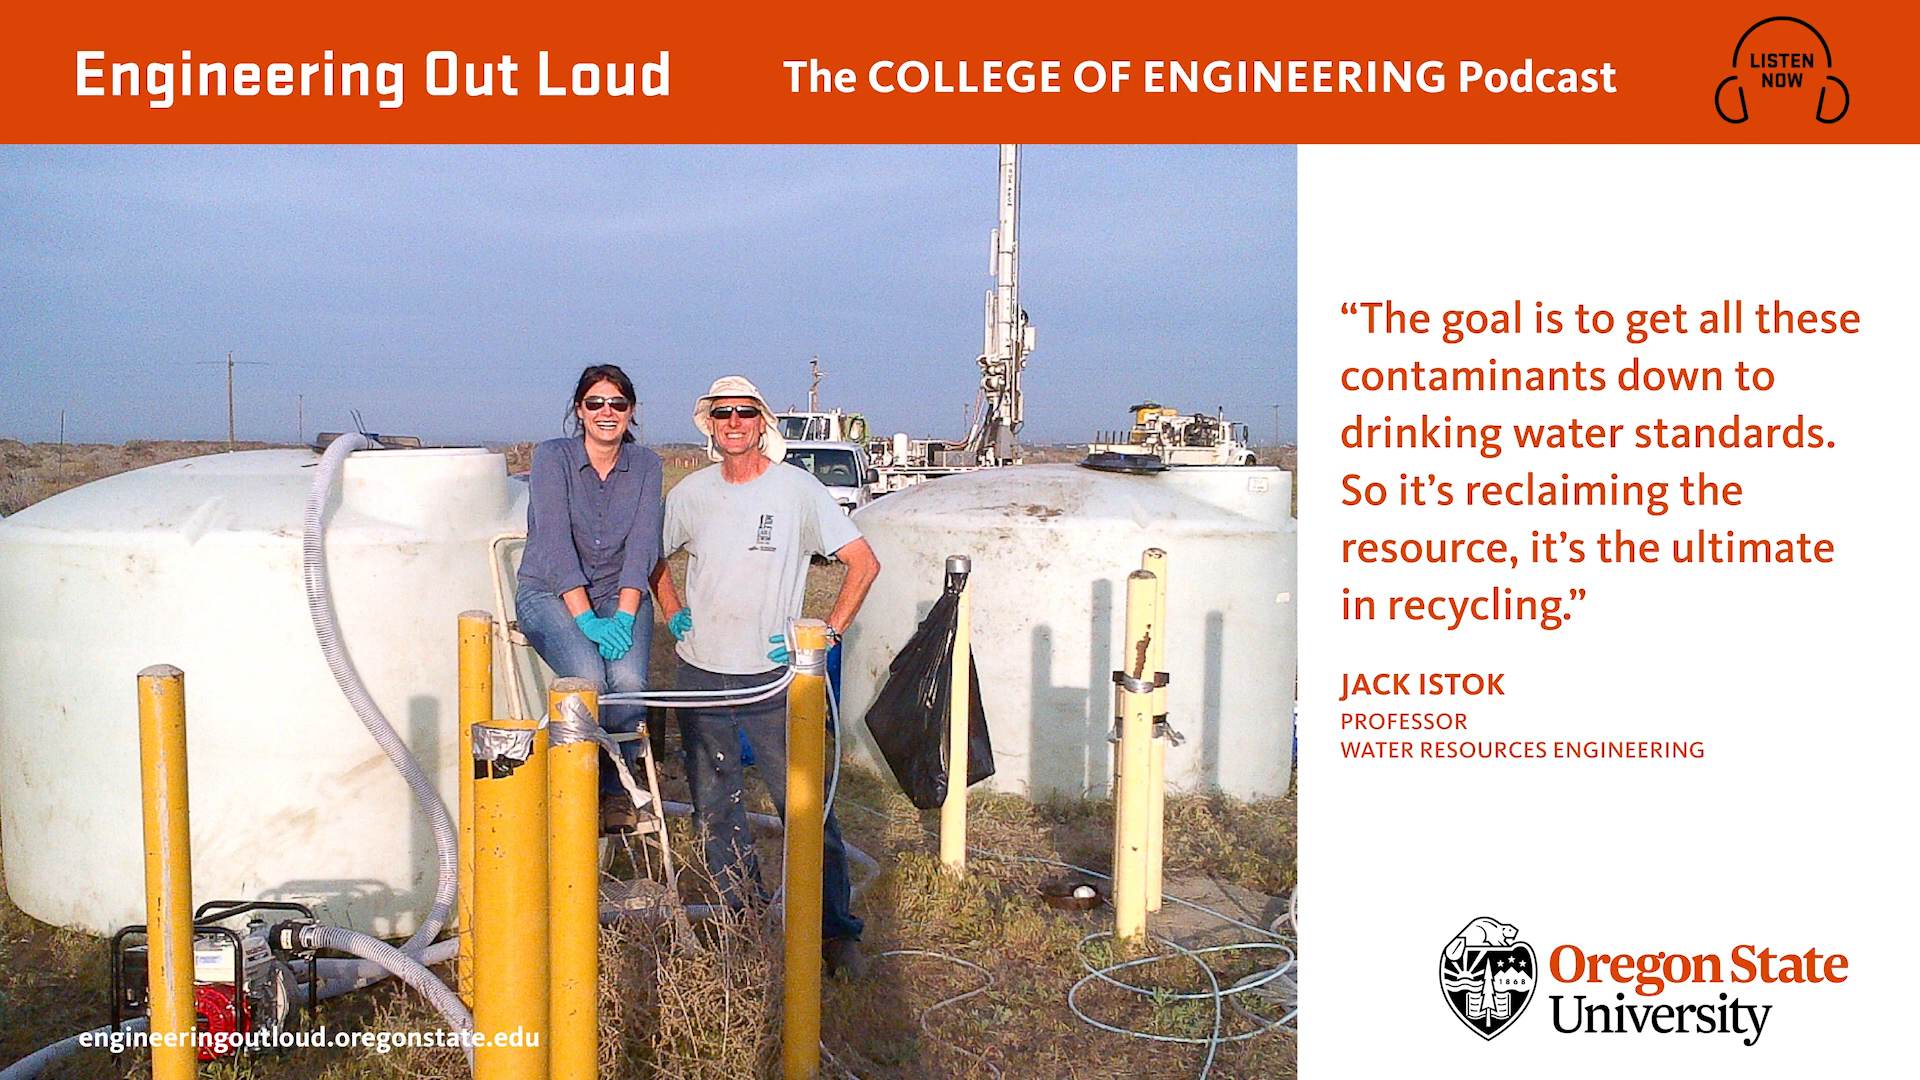 Engineering Out Loud
The COLLEGE OF ENGINEERING Podcast
LISTEN
NOW
“The goal is to get all these
contaminants down to
drinking water standards.
So it’s reclaiming the
resource, it’s the ultimate
in recycling.”
JACK ISTOK
PROFESSOR
WATER RESOURCES ENGINEERING
1868
Oregon State
University
engineeringoutloud.oregonstate.edu